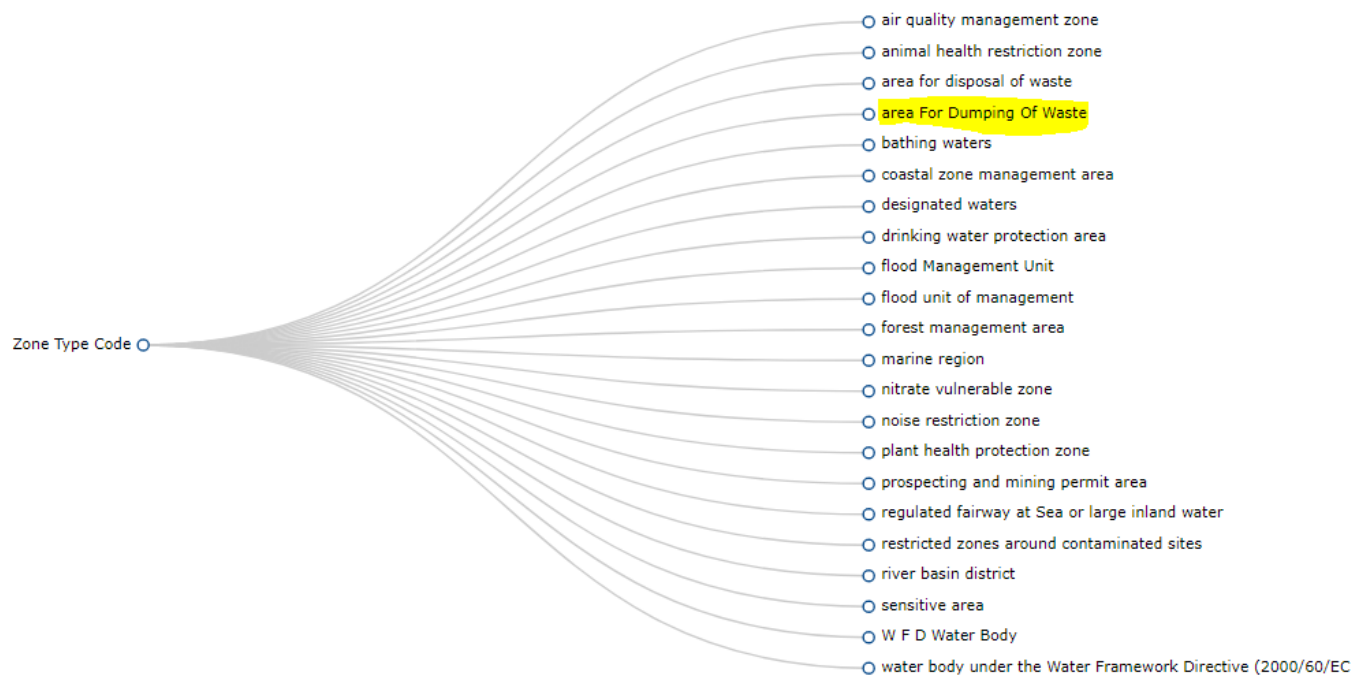 air quality management zone
animal health restriction zone
area for disposal of waste
area For Dumping Of Waste
bathing waters
coastal zone management area
designated waters
drinking water protection area
flood Management Unit
flood unit of management
forest management area
Zone Type Code
marine region
nitrate vulnerable zone
noise restriction zone
plant health protection zone
prospecting and mining permit area
regulated fairway at Sea or large inland water
restricted zones around contaminated sites
river basin district
sensitive area
W F D Water Body
water body under the Water Framework Directive (2000/60/EC